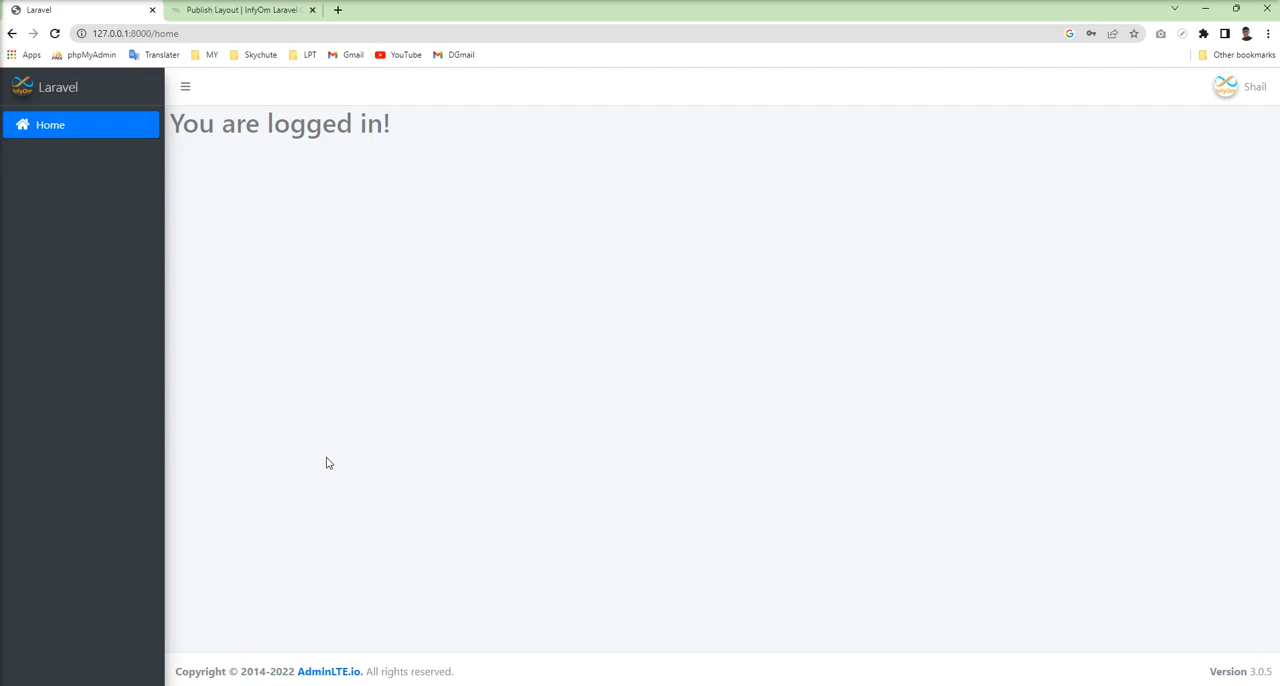 Laravel
Publish Layout | InfyOm Laravel
127.0.0.1:8000/home
Apps phpMyAdmin Translater MY Skychute LPT Gmail YouTube DGmail Other bookmarks
Laravel
Shail
Home
You are logged in!
Copyright © 2014-2022 AdminLTE.io. All rights reserved.
Version 3.0.5